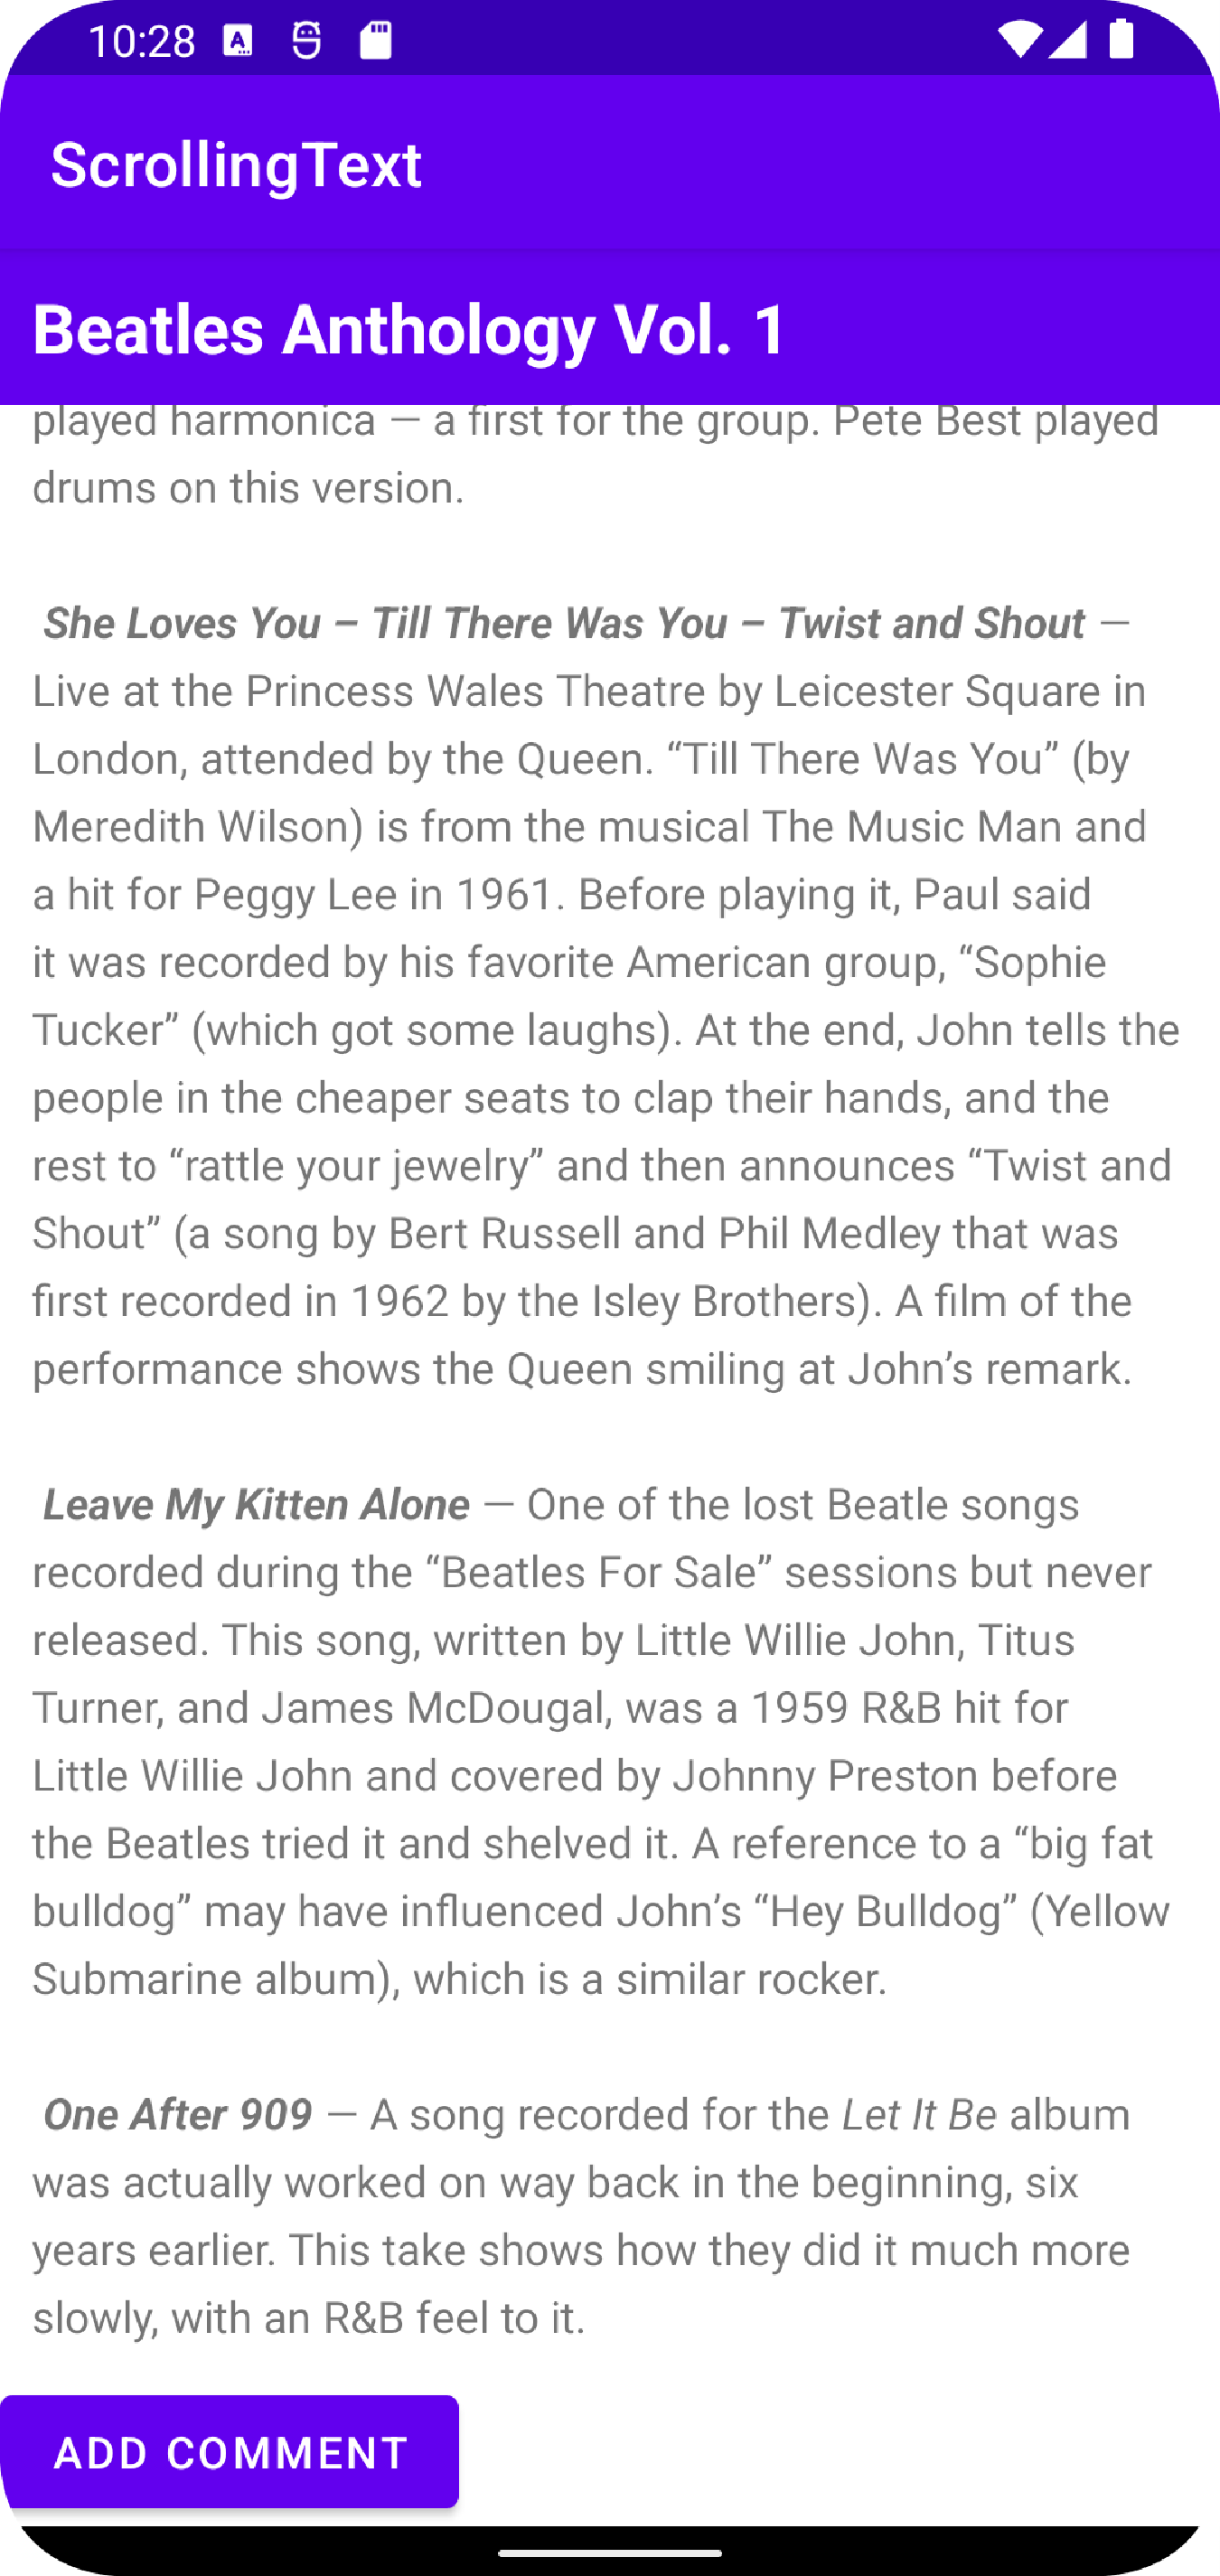 10:28
ScrollingText
Beatles Anthology Vol. 1
played harmonica — a first for the group. Pete Best played
drums on this version.
She Loves You – Till There Was You – Twist and Shout —
Live at the Princess Wales Theatre by Leicester Square in
London, attended by the Queen. “Till There Was You” (by
Meredith Wilson) is from the musical The Music Man and
a hit for Peggy Lee in 1961. Before playing it, Paul said
it was recorded by his favorite American group, “Sophie
Tucker” (which got some laughs). At the end, John tells the
people in the cheaper seats to clap their hands, and the
rest to “rattle your jewelry” and then announces “Twist and
Shout” (a song by Bert Russell and Phil Medley that was
first recorded in 1962 by the Isley Brothers). A film of the
performance shows the Queen smiling at John’s remark.
Leave My Kitten Alone — One of the lost Beatle songs
recorded during the “Beatles For Sale” sessions but never
released. This song, written by Little Willie John, Titus
Turner, and James McDougal, was a 1959 R&B hit for
Little Willie John and covered by Johnny Preston before
the Beatles tried it and shelved it. A reference to a “big fat
bulldog” may have influenced John’s “Hey Bulldog” (Yellow
Submarine album), which is a similar rocker.
One After 909 — A song recorded for the Let It Be album
was actually worked on way back in the beginning, six
years earlier. This take shows how they did it much more
slowly, with an R&B feel to it.
ADD COMMENT